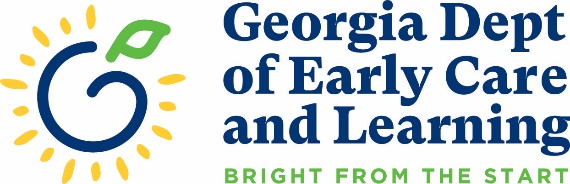 Georgia Dept
of Early Care
and Learning
BRIGHT FROM THE START